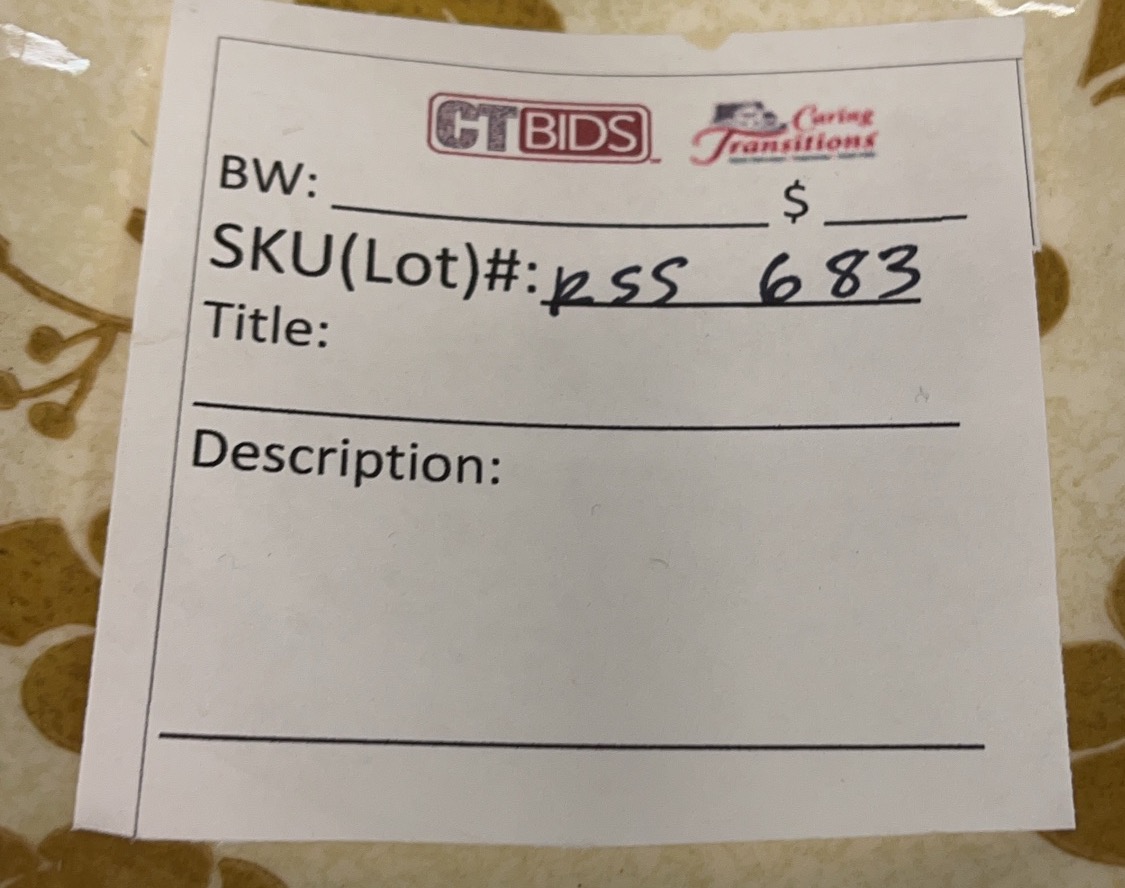 CTBIDS Caring Transitions
BW: $
SKU(Lot)#: RSS 683
Title:
Description: